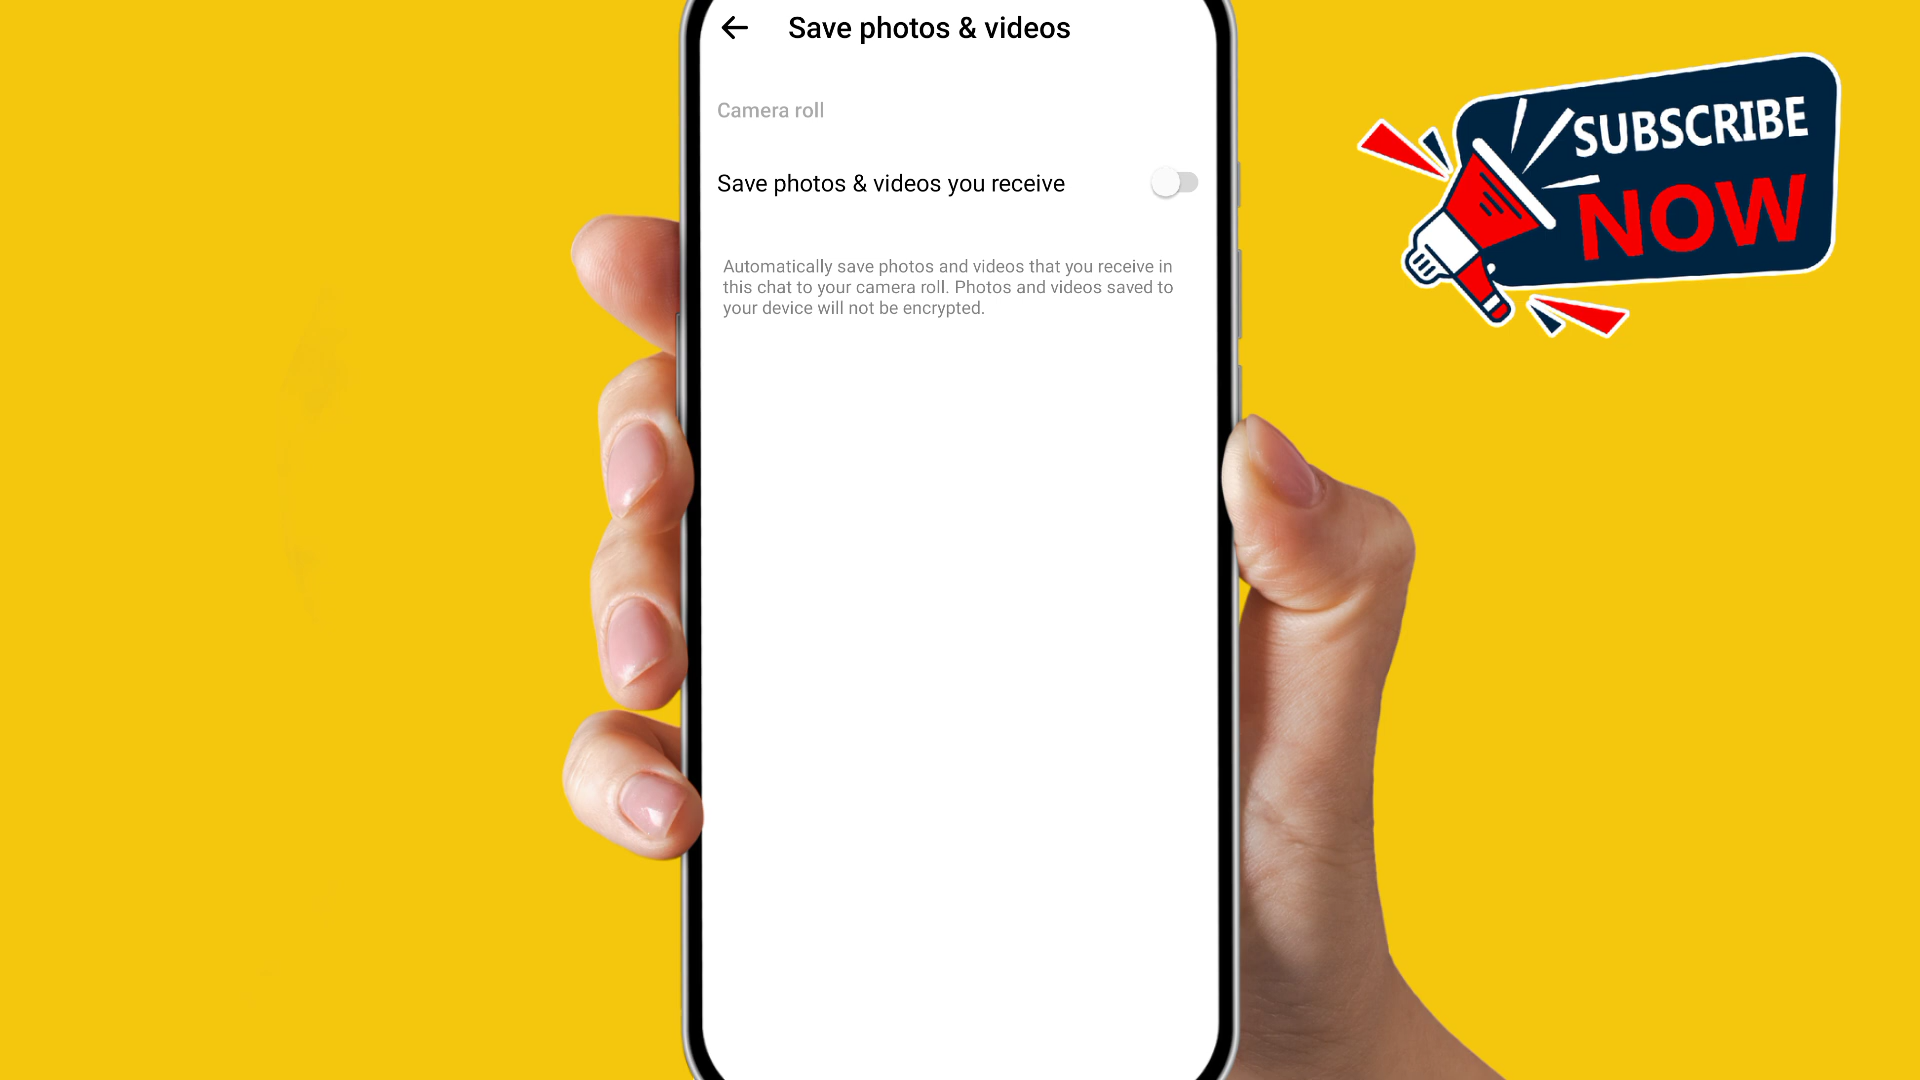 Save photos & videos
Camera roll
Save photos & videos you receive
Automatically save photos and videos that you receive in
this chat to your camera roll. Photos and videos saved to
your device will not be encrypted.
SUBSCRIBE
NOW